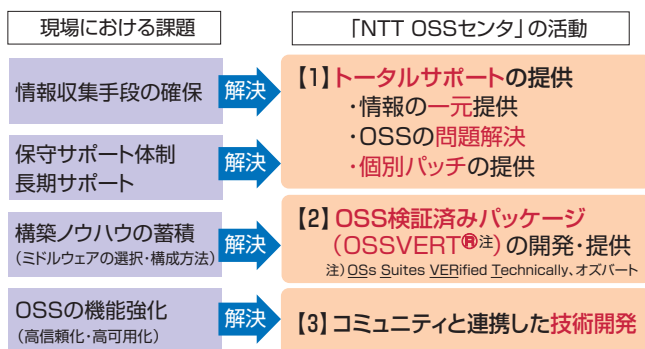 現場における課題
「NTT OSSセンタ」の活動
情報収集手段の確保
解決
【1】トータルサポートの提供
・情報の一元提供
・OSSの問題解決
・個別パッチの提供
保守サポート体制
長期サポート
解決
構築ノウハウの蓄積
(ミドルウェアの選択・構成方法)
解決
【2】OSS検証済みパッケージ
(OSSVERT®注)の開発・提供
注)OSs Suites VERified Technically、オズバート
OSSの機能強化
(高信頼化・高可用化)
解決
【3】コミュニティと連携した技術開発